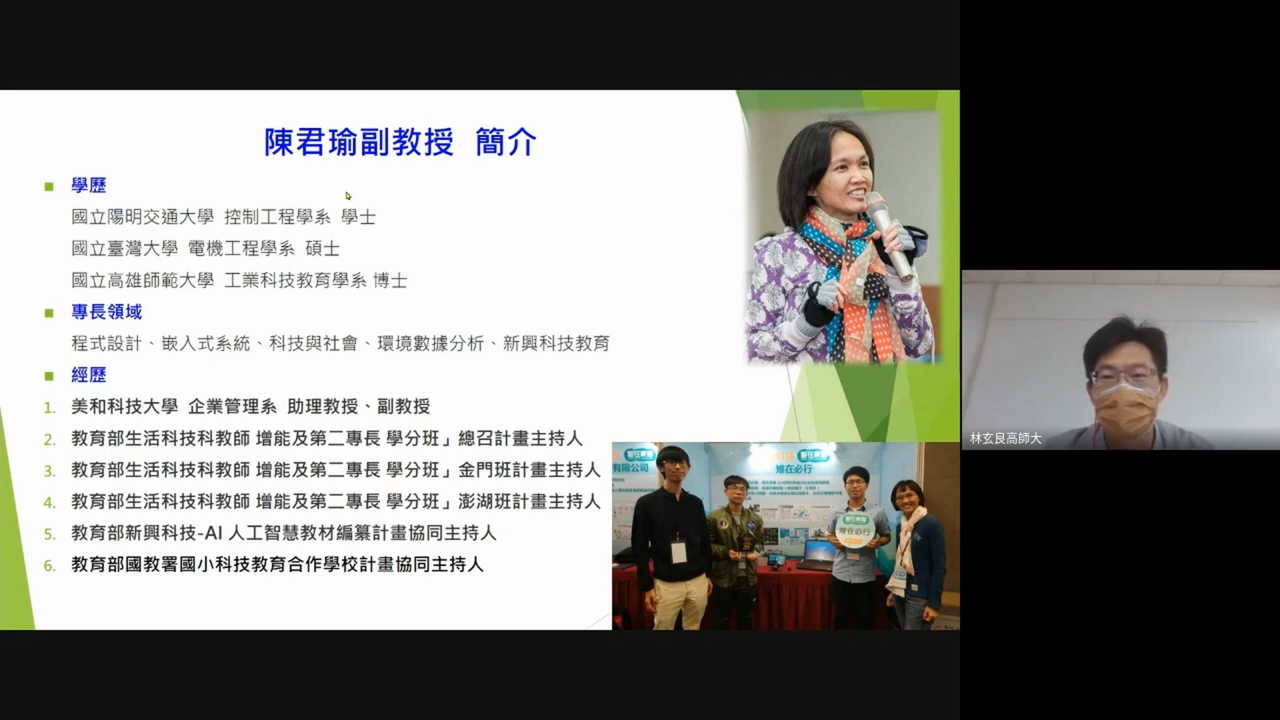 陳君瑜副教授 簡介
學歷
國立陽明交通大學 控制工程學系 學士
國立臺灣大學 電機工程學系 碩士
國立高雄師範大學 工業科技教育學系 博士
專長領域
程式設計、嵌入式系統、科技與社會、環境數據分析、新興科技教育
經歷
1. 美和科技大學 企業管理系 助理教授、副教授
2. 教育部生活科技科教師 增能及第二專長 學分班」總召計畫主持人
3. 教育部生活科技科教師 增能及第二專長 學分班」金門班計畫主持人
4. 教育部生活科技科教師 增能及第二專長 學分班」澎湖班計畫主持人
5. 教育部新興科技-AI 人工智慧教材編纂計畫協同主持人
6. 教育部國教署國小科技教育合作學校計畫協同主持人
有限公司
雄在必行
雄在必行
林玄良高師大